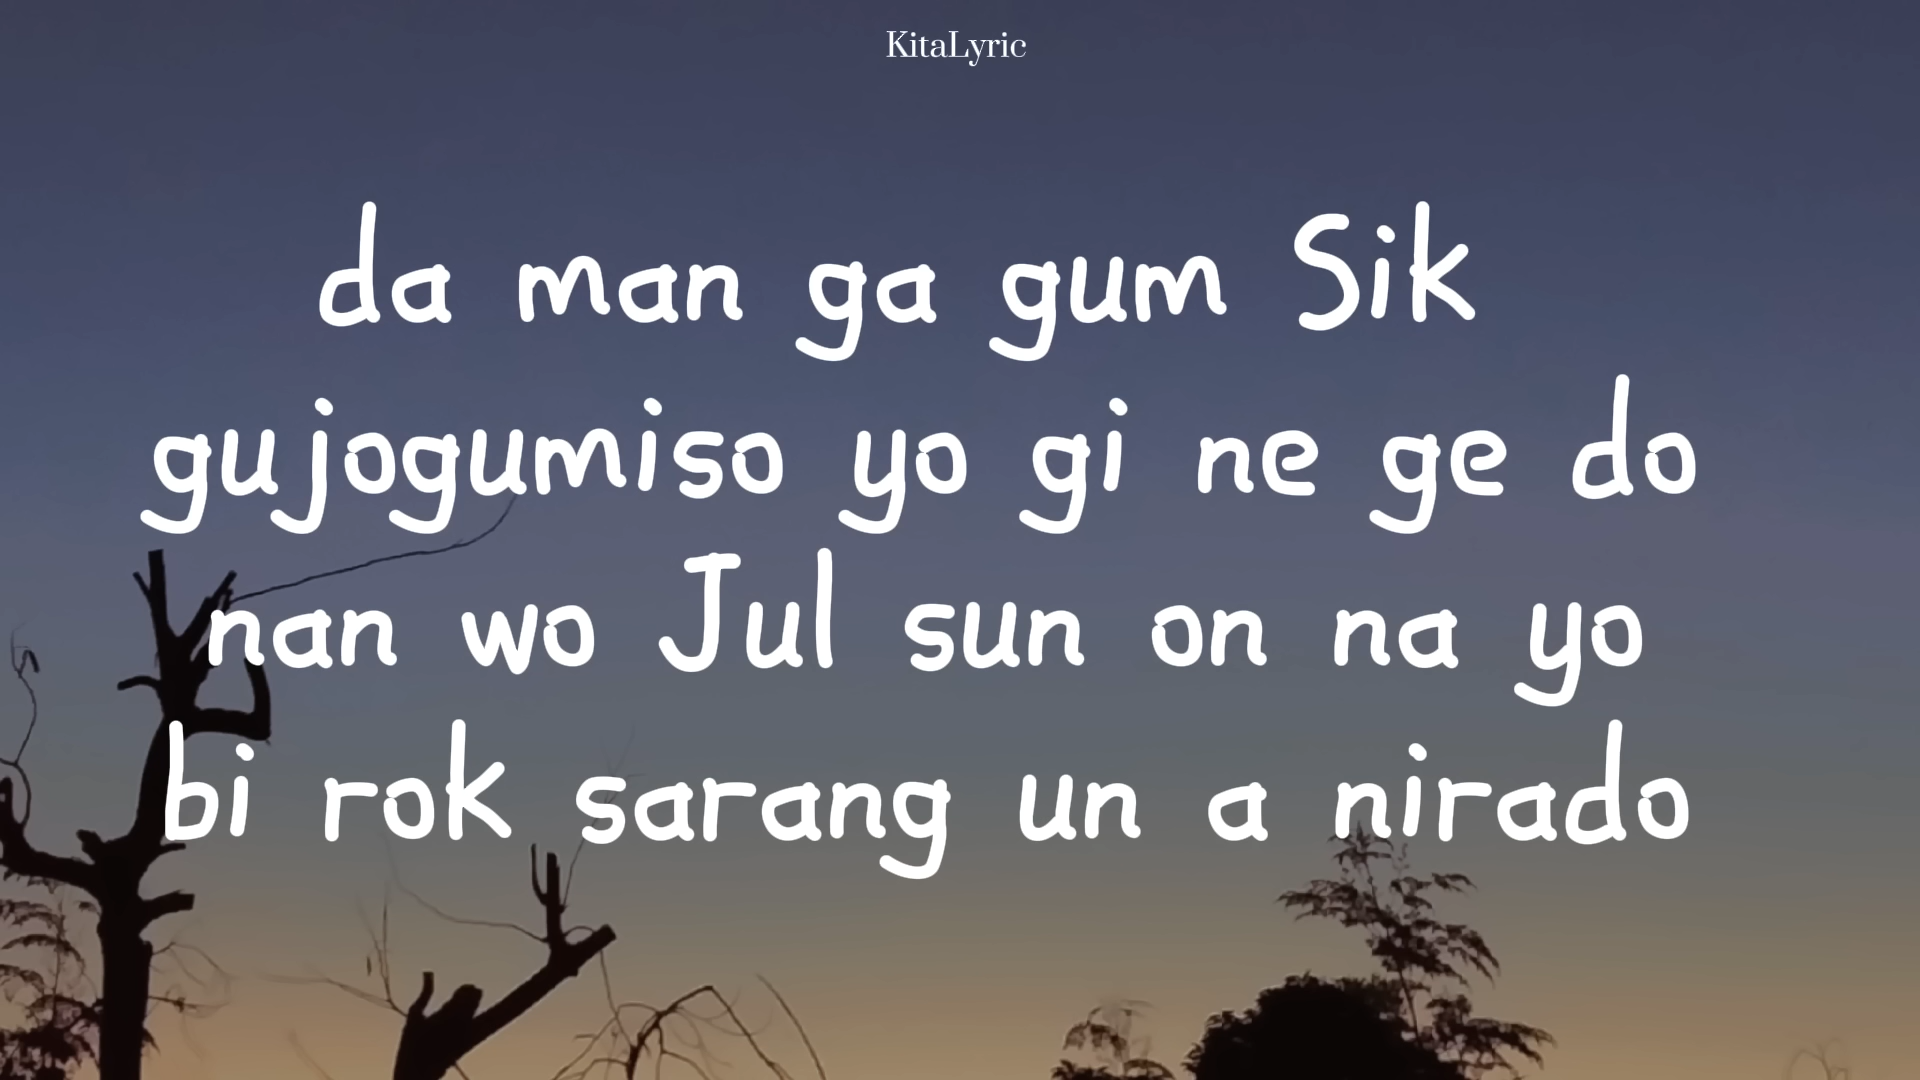 KitaLyric
da man ga gum Sik
gujogumiso yo gi ne ge do
nan wo Jul sun on na yo
bi rok sarang un a nirado